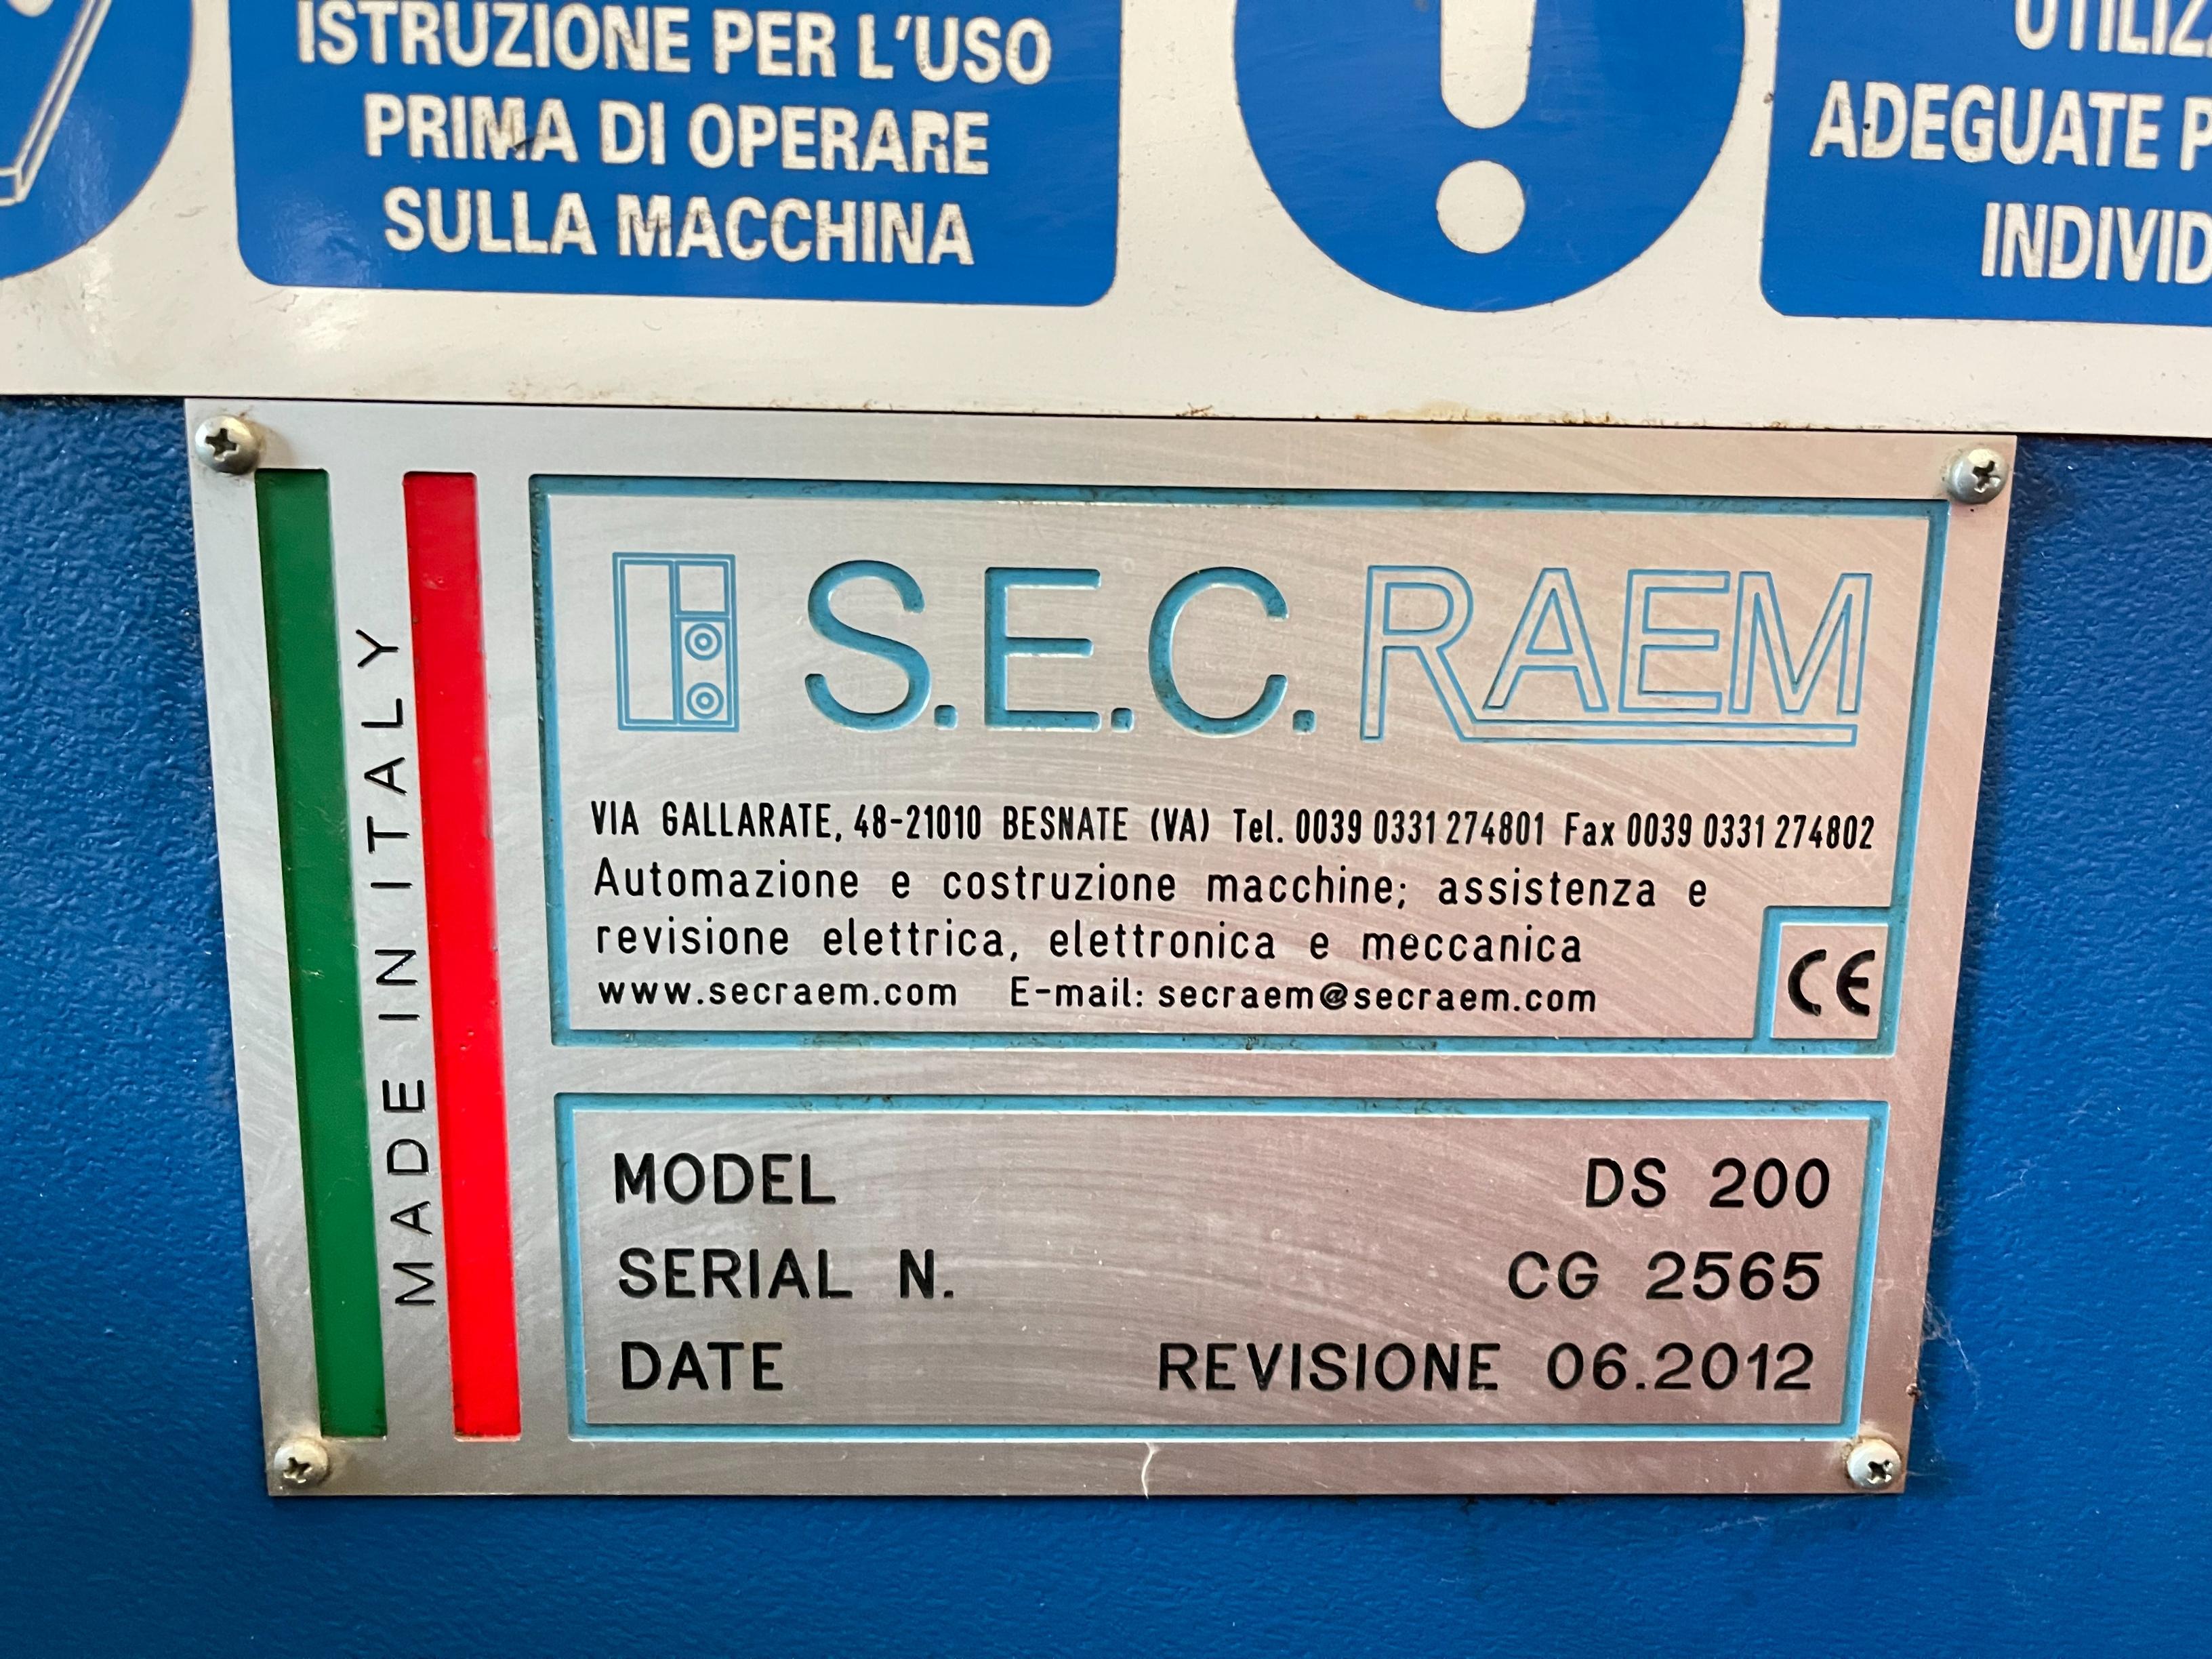 ISTRUZIONE PER L'USO
PRIMA DI OPERARE
SULLA MACCHINA
ADEGUATE
MADE IN ITALY
S.E.C. RAEM
VIA GALLARATE, 48-21010 BESNATE (VA) Tel. 0039 0331 274801 Fax 0039 0331 274802
Automazione e costruzione macchine; assistenza e
revisione elettrica, elettronica e meccanica
www.secraem.com E-mail: secraem@secraem.com
CE
MODEL DS 200
SERIAL N. CG 2565
DATE REVISIONE 06.2012